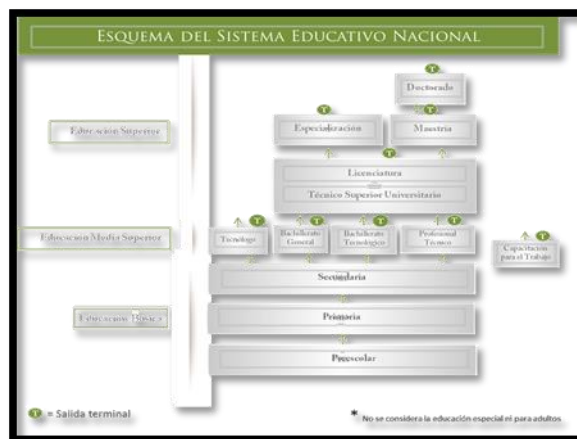 ESQUEMA DEL SISTEMA EDUCATIVO NACIONAL
T
Doctorado
T
T
Educación Superior
Especialización
Maestría
T
Licenciatura
Técnico Superior Universitario
T
T
T
T
T
Educación Media Superior
Tecnólogo
Bachillerato
General
Bachillerato
Tecnológico
Profesional
Técnico
Capacitación
para el Trabajo
Secundaria
Educación Básica
Primaria
Preescolar
T = Salida terminal
* No se considera la educación especial ni para adultos